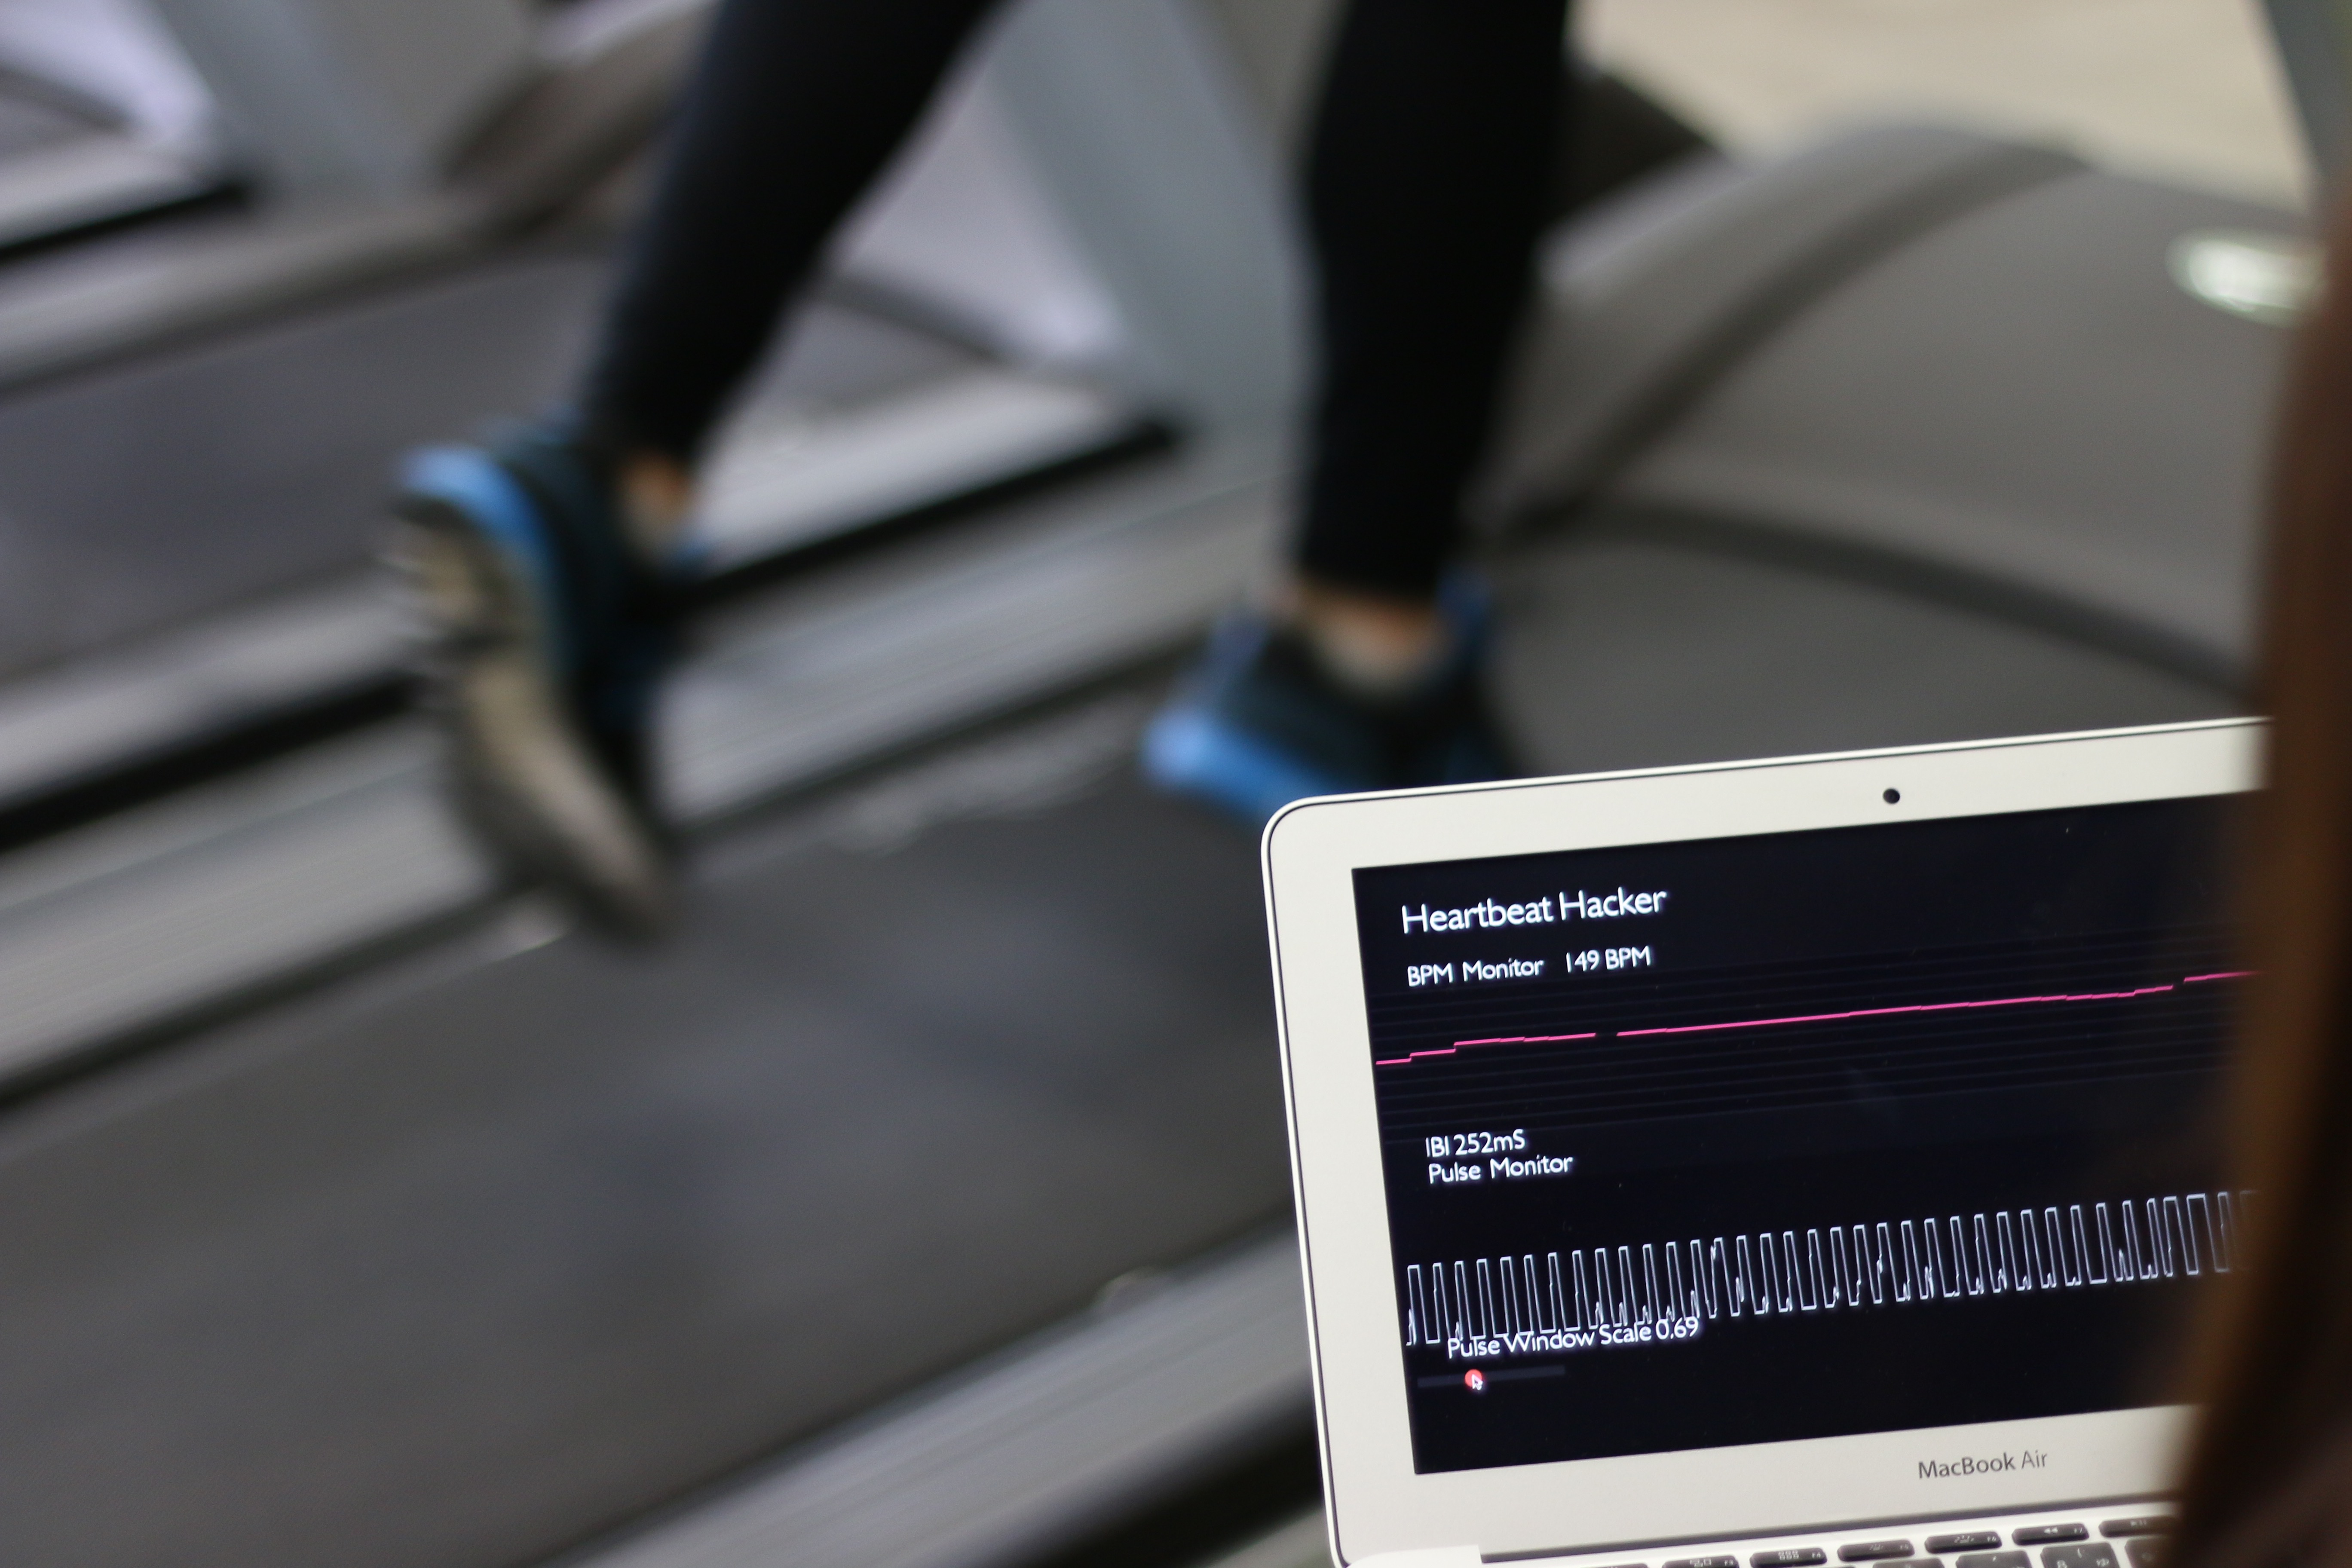 Heartbeat Hacker
BPM Monitor 149 BPM
IBI 252mS
Pulse Monitor
Pulse Window Scale 0.69
MacBook Air